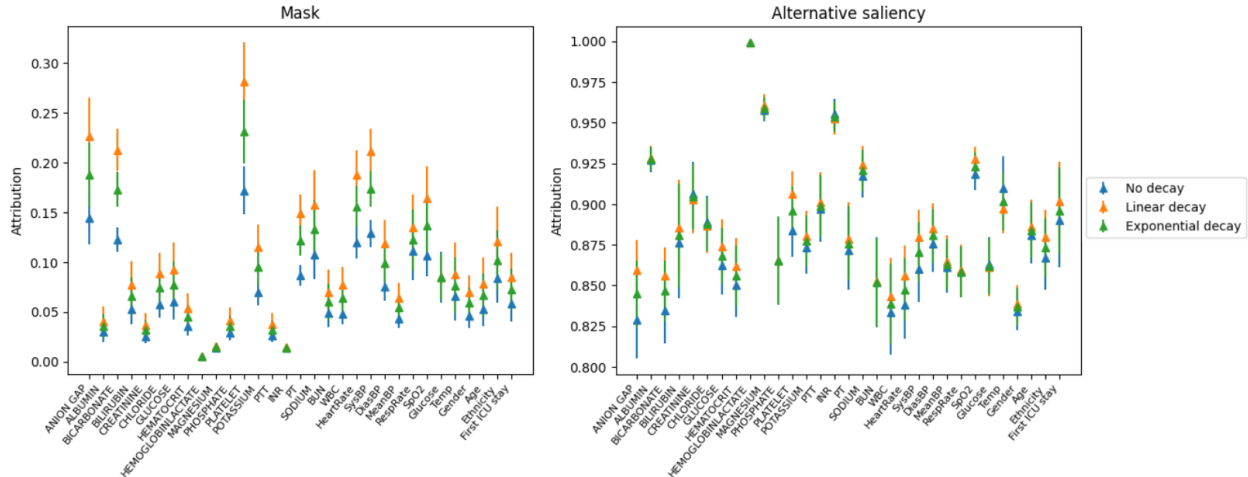 Mask
0.30
0.25
0.20
0.15
0.10
0.05
0.00
Attribution
ANION GAP
ALBUMIN
BICARBONATE
BILIRUBIN
CREATININE
CHLORIDE
GLUCOSE
HEMATOCRIT
HEMOGLOBINLACTATE
MAGNESIUM
PHOSPHATE
PLATELET
POTASSIUM
PTT
INR
PT
SODIUM
BUN
WBC
HeartRate
SysBP
DiasBP
MeanBP
RespRate
SpO2
Glucose
Temp
Gender
Age
Ethnicity
First ICU stay
Alternative saliency
1.000
0.975
0.950
0.925
0.900
0.875
0.850
0.825
0.800
Attribution
ANION GAP
ALBUMIN
BICARBONATE
BILIRUBIN
CREATININE
CHLORIDE
GLUCOSE
HEMATOCRIT
HEMOGLOBINLACTATE
MAGNESIUM
PHOSPHATE
PLATELET
POTASSIUM
PTT
INR
PT
SODIUM
BUN
WBC
HeartRate
SysBP
DiasBP
MeanBP
RespRate
SpO2
Glucose
Temp
Gender
Age
Ethnicity
First ICU stay
No decay
Linear decay
Exponential decay